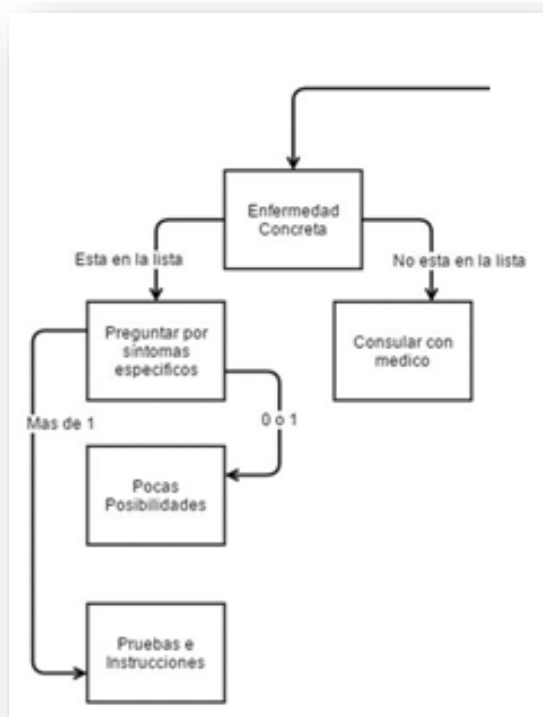 Enfermedad
Concreta
Esta en la lista
No esta en la lista
Preguntar por
síntomas
especificos
Consular con
medico
Mas de 1
0 o 1
Pocas
Posibilidades
Pruebas e
Instrucciones